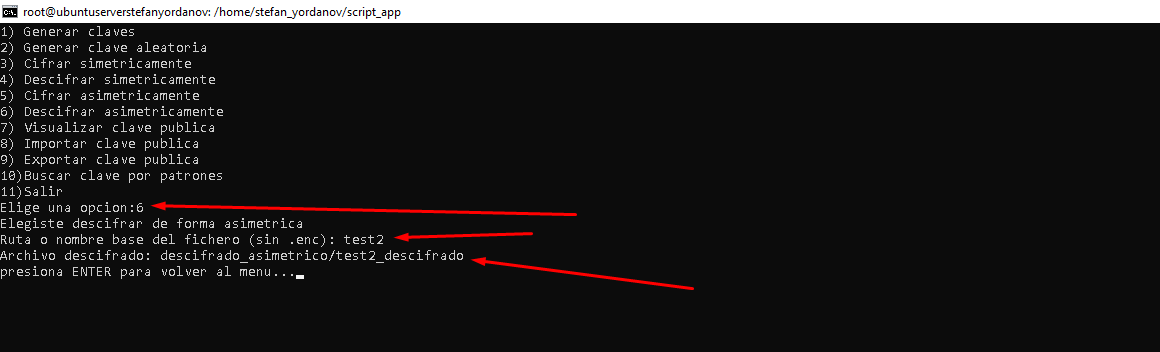 root@ubuntuserverstefanyordanov: /home/stefan_yordanov/script_app
1) Generar claves
2) Generar clave aleatoria
3) Cifrar simetricamente
4) Descifrar simetricamente
5) Cifrar asimetricamente
6) Descifrar asimetricamente
7) Visualizar clave publica
8) Importar clave publica
9) Exportar clave publica
10)Buscar clave por patrones
11)Salir
Elige una opcion:6
Elegiste descifrar de forma asimetrica
Ruta o nombre base del fichero (sin .enc): test2
Archivo descifrado: descifrado_asimetrico/test2_descifrado
presiona ENTER para volver al menu...